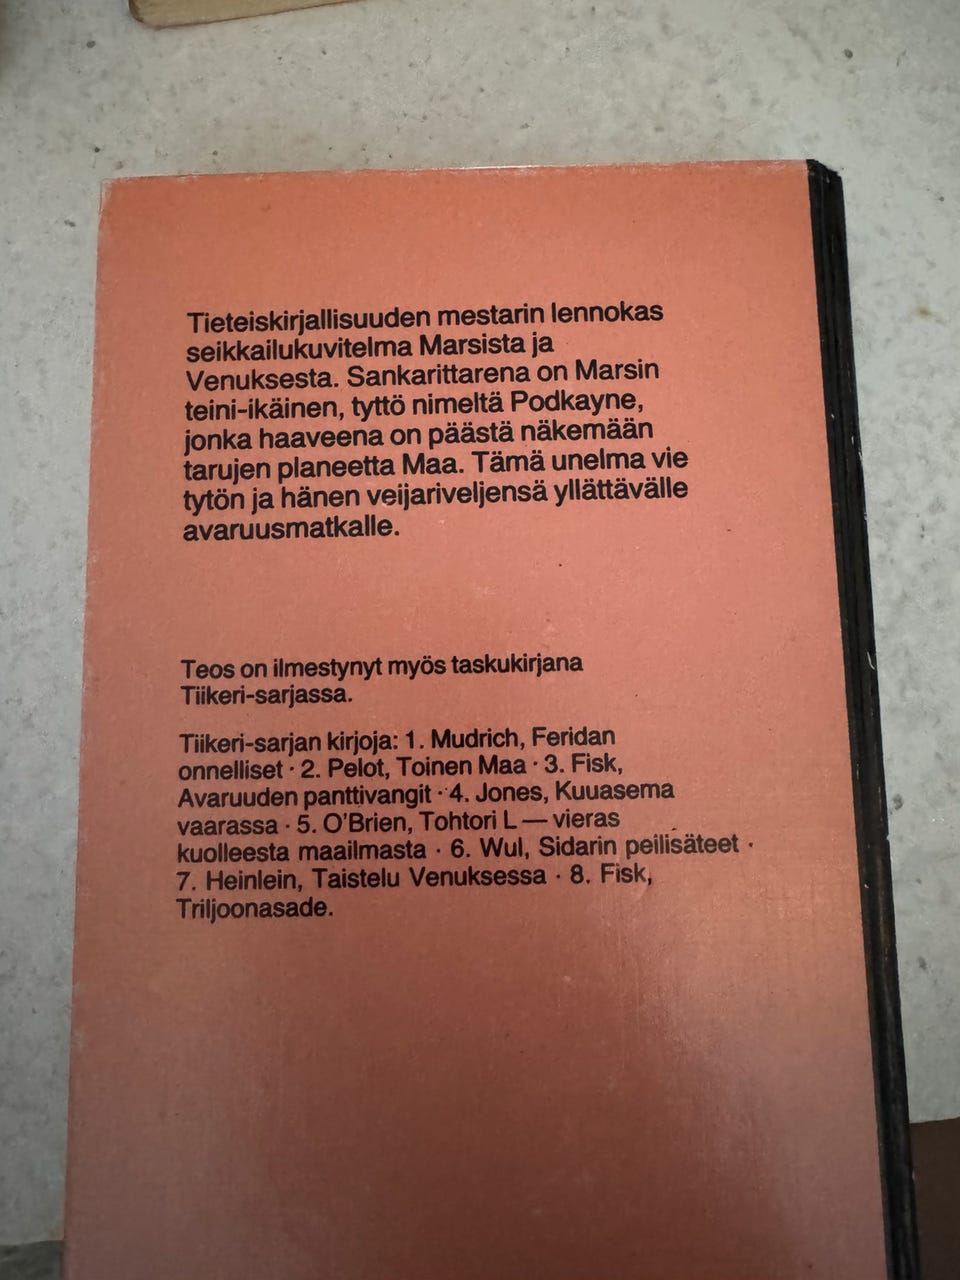 Tieteiskirjallisuuden mestarin lennokas
seikkailukuvitelma Marsista ja
Venuksesta. Sankarittarena on Marsin
teini-ikäinen, tyttö nimeltä Podkayne,
jonka haaveena on päästä näkemään
tarujen planeetta Maa. Tämä unelma vie
tytön ja hänen veijariveljensä yllättävälle
avaruusmatkalle.
Teos on ilmestynyt myös taskukirjana
Tiikeri-sarjassa.
Tiikeri-sarjan kirjoja: 1. Mudrich, Feridan
onnelliset · 2. Pelot, Toinen Maa · 3. Fisk,
Avaruuden panttivangit · 4. Jones, Kuuasema
vaarassa · 5. O'Brien, Tohtori L — vieras
kuolleesta maailmasta · 6. Wul, Sidarin peilisäteet ·
7. Heinlein, Taistelu Venuksessa · 8. Fisk,
Triljoonasade.